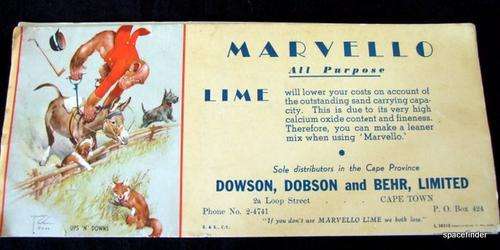 MARVELLO
All Purpose
LIME
will lower your costs on account of
the outstanding sand carrying capa-
city. This is due to its very high
calcium oxide content and fineness.
Therefore, you can make a leaner
mix when using 'Marvello.'
Sole distributors in the Cape Province
DOWSON, DOBSON and BEHR, LIMITED
2a Loop Street CAPE TOWN
Phone No. 2-4741 P. O. Box 424
"If you don't use MARVELLO LIME we both lose."
UPS 'N' DOWNS
spacefinder